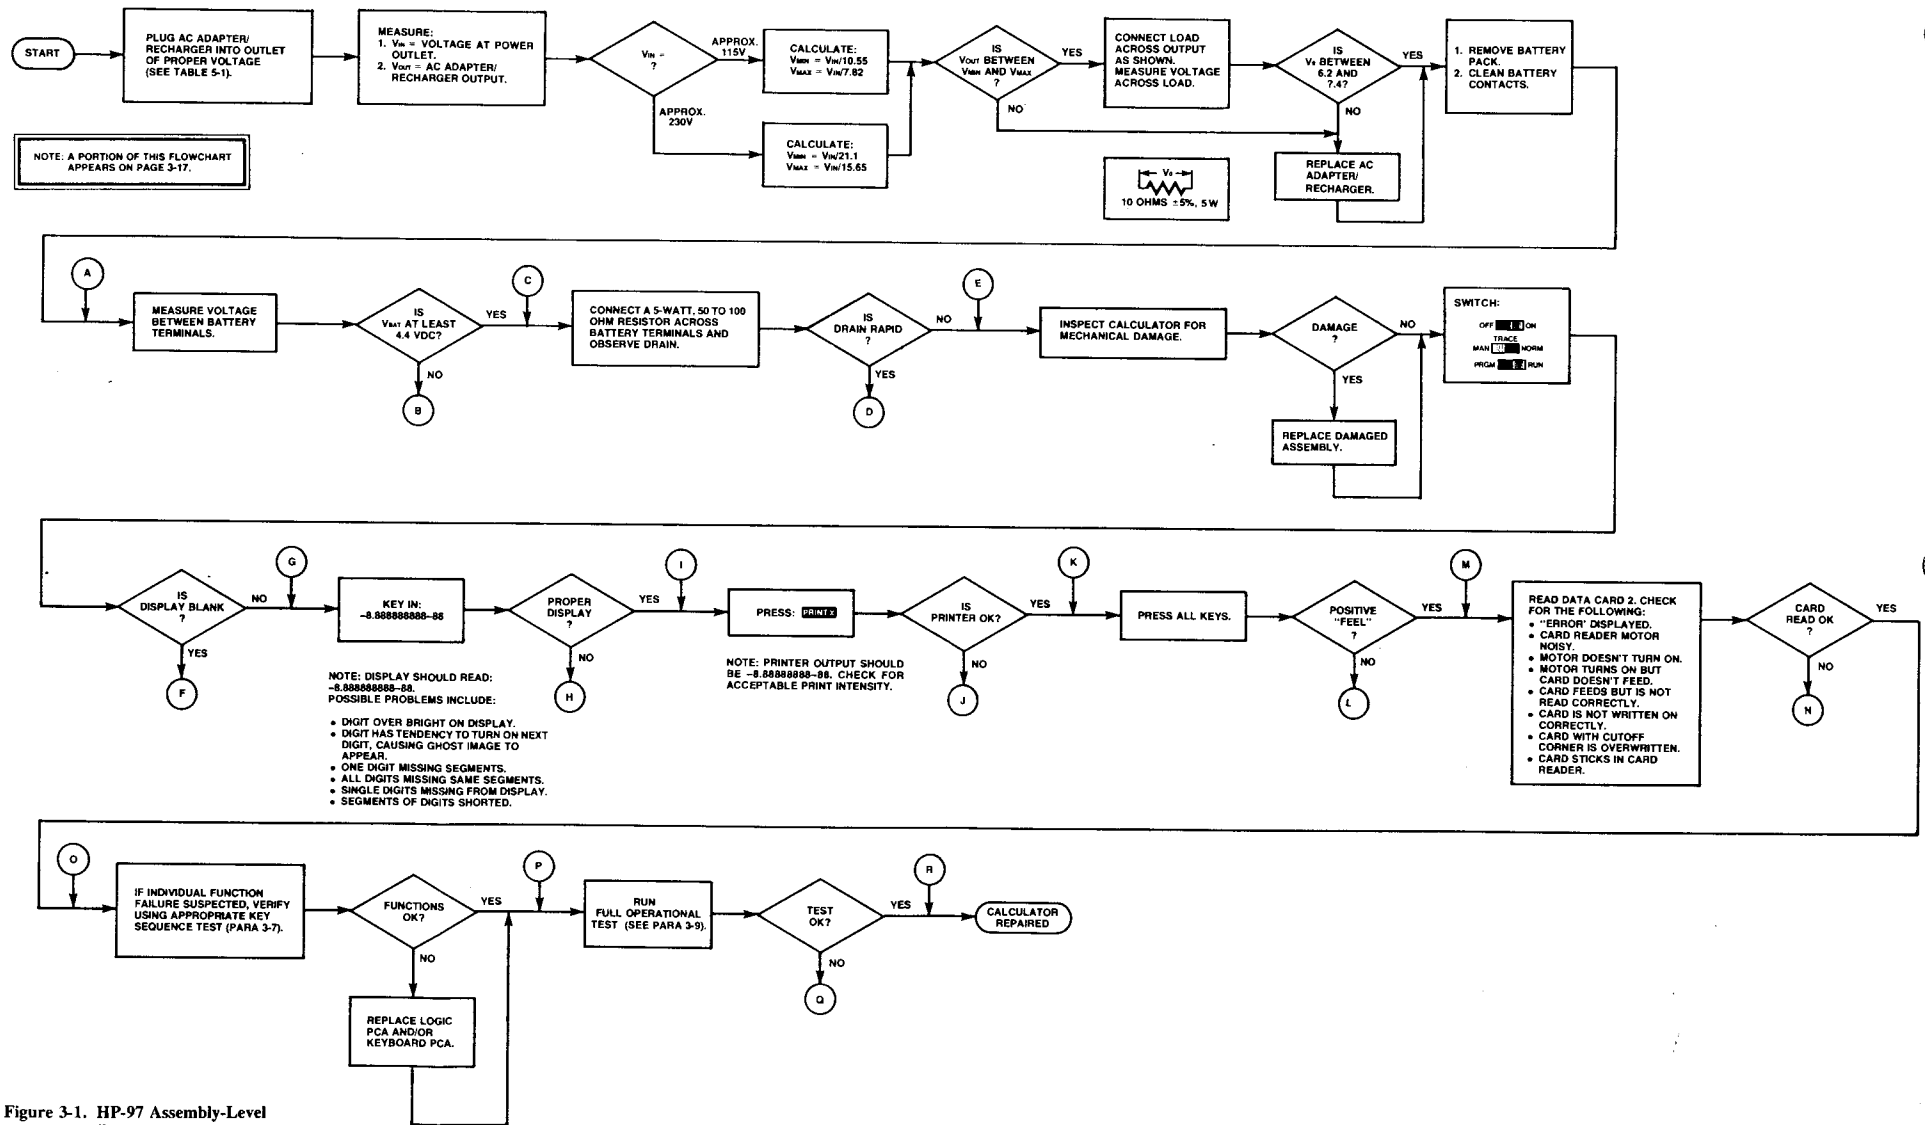 START
PLUG AC ADAPTER/
RECHARGER INTO OUTLET
OF PROPER VOLTAGE
(SEE TABLE 5-1).
MEASURE:
1. VIN = VOLTAGE AT POWER
OUTLET.
2. VOUT = AC ADAPTER/
RECHARGER OUTPUT.
VIN =
?
APPROX.
115V
APPROX.
230V
CALCULATE:
VMIN = VIN/10.55
VMAX = VIN/7.82
CALCULATE:
VMIN = VIN/21.1
VMAX = VIN/15.65
IS
VOUT BETWEEN
VMIN AND VMAX
?
YES
NO
CONNECT LOAD
ACROSS OUTPUT
AS SHOWN.
MEASURE VOLTAGE
ACROSS LOAD.
Vo
10 OHMS ±5%, 5 W
IS
Vo BETWEEN
6.2 AND
?.4?
YES
NO
REPLACE AC
ADAPTER/
RECHARGER.
1. REMOVE BATTERY
PACK.
2. CLEAN BATTERY
CONTACTS.
NOTE: A PORTION OF THIS FLOWCHART
APPEARS ON PAGE 3-17.
A
MEASURE VOLTAGE
BETWEEN BATTERY
TERMINALS.
IS
VBAT AT LEAST
4.4 VDC?
YES
NO
B
C
CONNECT A 5-WATT, 50 TO 100
OHM RESISTOR ACROSS
BATTERY TERMINALS AND
OBSERVE DRAIN.
IS
DRAIN RAPID
?
NO
YES
D
E
INSPECT CALCULATOR FOR
MECHANICAL DAMAGE.
DAMAGE
?
NO
YES
REPLACE DAMAGED
ASSEMBLY.
SWITCH:
OFF ON
TRACE
MAN NORM
PRGM RUN
IS
DISPLAY BLANK
?
NO
YES
F
G
KEY IN:
-8.888888888-88
NOTE: DISPLAY SHOULD READ:
-8.888888888-88.
POSSIBLE PROBLEMS INCLUDE:
• DIGIT OVER BRIGHT ON DISPLAY.
• DIGIT HAS TENDENCY TO TURN ON NEXT
DIGIT, CAUSING GHOST IMAGE TO
APPEAR.
• ONE DIGIT MISSING SEGMENTS.
• ALL DIGITS MISSING SAME SEGMENTS.
• SINGLE DIGITS MISSING FROM DISPLAY.
• SEGMENTS OF DIGITS SHORTED.
PROPER
DISPLAY
?
YES
NO
H
I
PRESS: PRINT X
NOTE: PRINTER OUTPUT SHOULD
BE -8.88888888-88. CHECK FOR
ACCEPTABLE PRINT INTENSITY.
IS
PRINTER OK?
YES
NO
J
K
PRESS ALL KEYS.
POSITIVE
"FEEL"
?
YES
NO
L
M
READ DATA CARD 2. CHECK
FOR THE FOLLOWING:
• "ERROR' DISPLAYED.
• CARD READER MOTOR
NOISY.
• MOTOR DOESN'T TURN ON.
• MOTOR TURNS ON BUT
CARD DOESN'T FEED.
• CARD FEEDS BUT IS NOT
READ CORRECTLY.
• CARD IS NOT WRITTEN ON
CORRECTLY.
• CARD WITH CUTOFF
CORNER IS OVERWRITTEN.
• CARD STICKS IN CARD
READER.
CARD
READ OK
?
YES
NO
N
O
IF INDIVIDUAL FUNCTION
FAILURE SUSPECTED, VERIFY
USING APPROPRIATE KEY
SEQUENCE TEST (PARA 3-7).
FUNCTIONS
OK?
YES
NO
REPLACE LOGIC
PCA AND/OR
KEYBOARD PCA.
P
RUN
FULL OPERATIONAL
TEST (SEE PARA 3-9).
TEST
OK?
YES
NO
Q
R
CALCULATOR
REPAIRED
Figure 3-1. HP-97 Assembly-Level